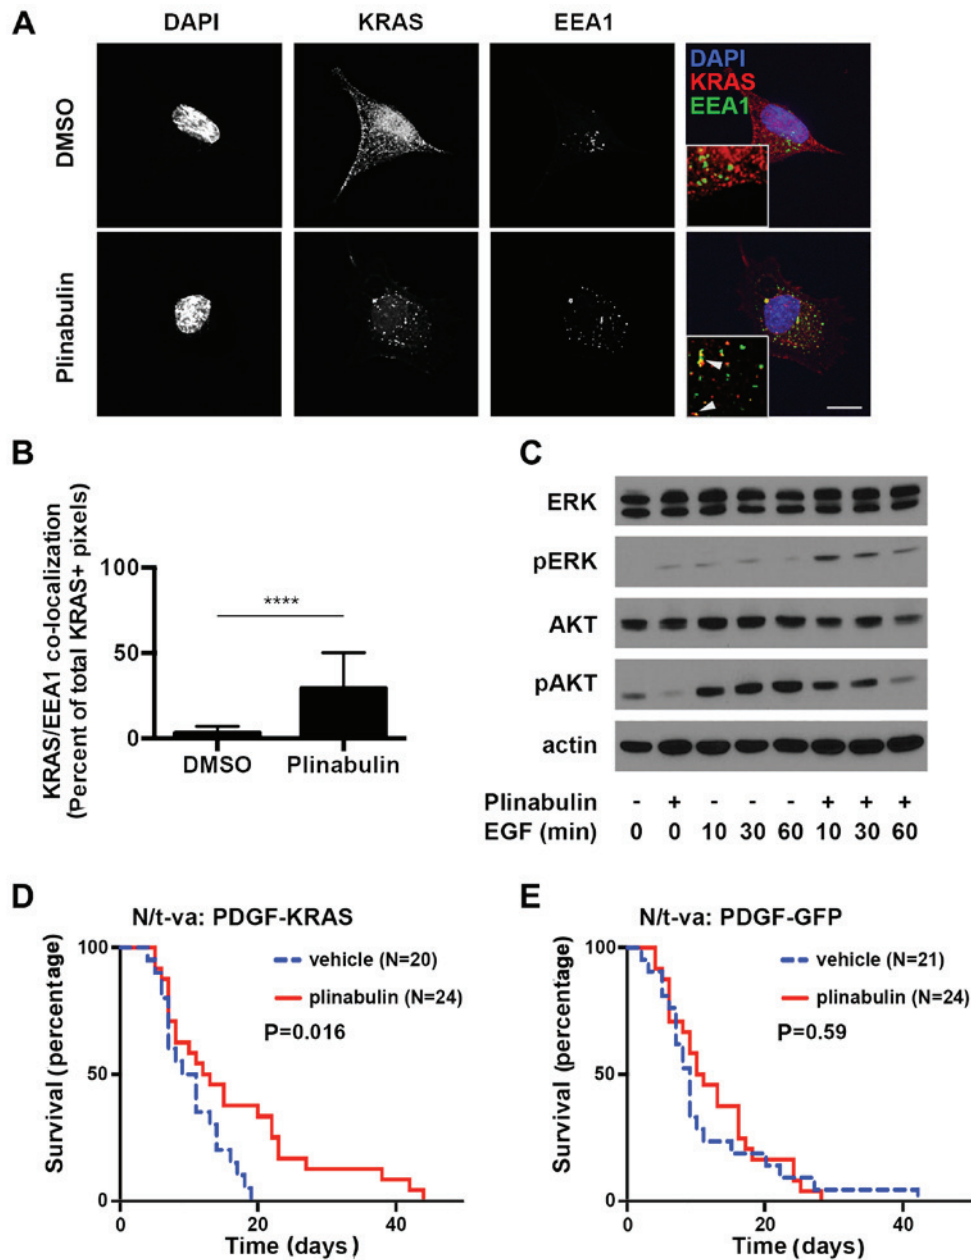 A
DAPI KRAS EEA1
DMSO
DAPI
KRAS
EEA1
Plinabulin
B
KRAS/EEA1 co-localization
(Percent of total KRAS+ pixels)
100
50
0
****
DMSO Plinabulin
C
ERK
pERK
AKT
pAKT
actin
Plinabulin - + - - - + + +
EGF (min) 0 0 10 30 60 10 30 60
D
N/t-va: PDGF-KRAS
Survival (percentage)
100
50
0
vehicle (N=20)
plinabulin (N=24)
P=0.016
0 20 40
Time (days)
E
N/t-va: PDGF-GFP
Survival (percentage)
100
50
0
vehicle (N=21)
plinabulin (N=24)
P=0.59
0 20 40
Time (days)